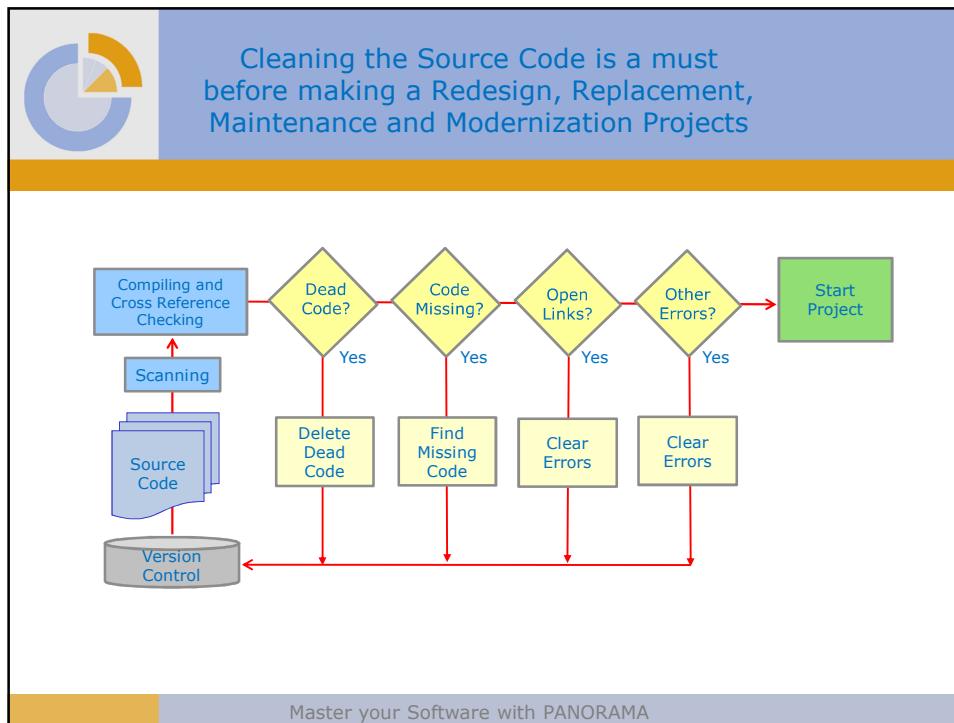 Cleaning the Source Code is a must
before making a Redesign, Replacement,
Maintenance and Modernization Projects
Compiling and
Cross Reference
Checking
Dead
Code?
Code
Missing?
Open
Links?
Other
Errors?
Start
Project
Yes
Yes
Yes
Yes
Scanning
Delete
Dead
Code
Find
Missing
Code
Clear
Errors
Clear
Errors
Source
Code
Version
Control
Master your Software with PANORAMA